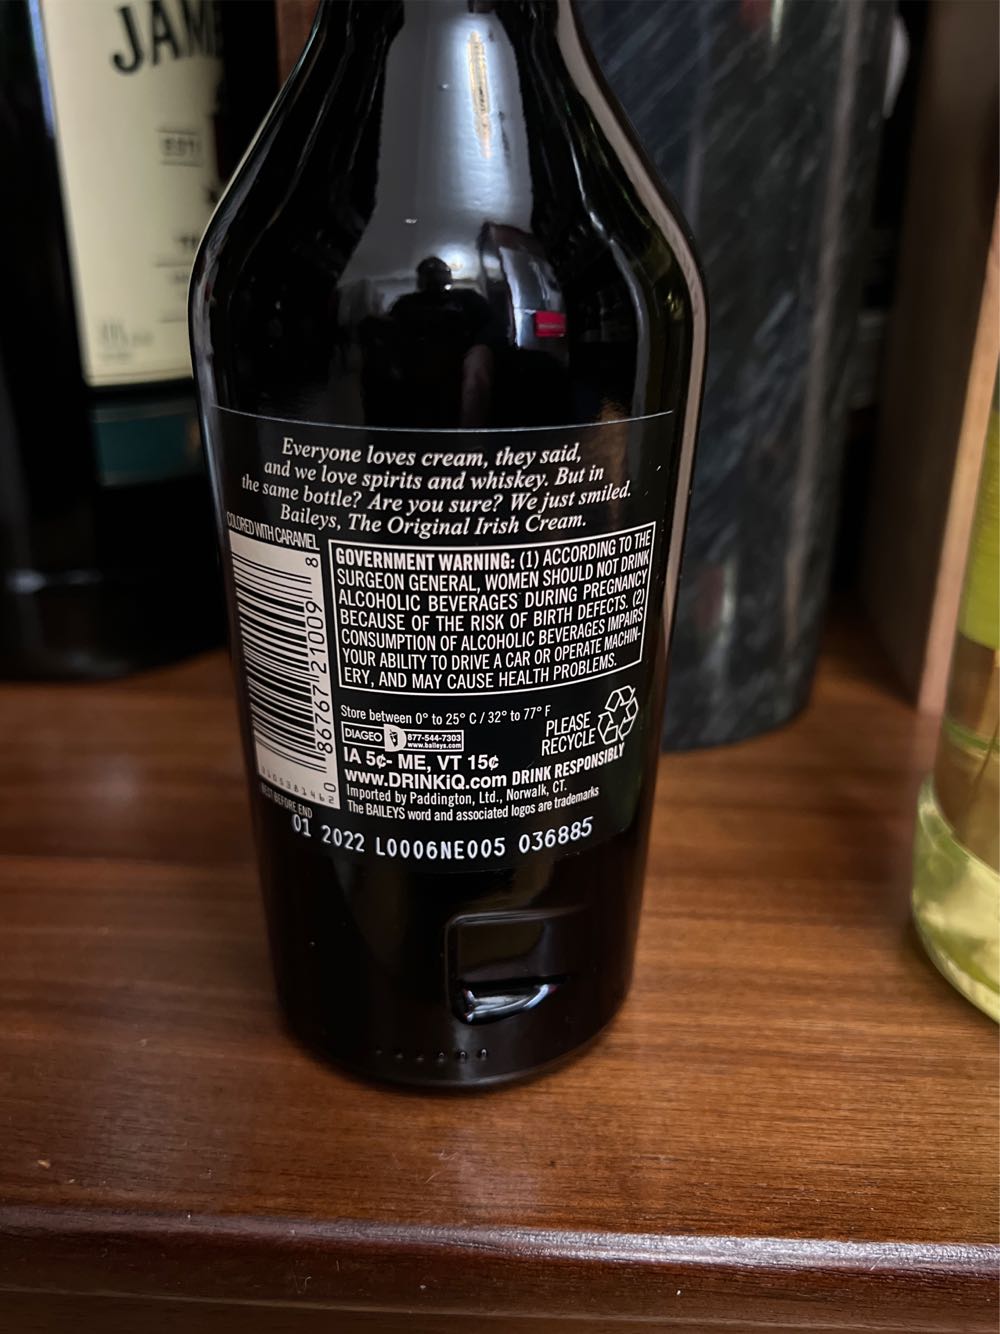 JAM
EST
Everyone loves cream, they said,
and we love spirits and whiskey. But in
the same bottle? Are you sure? We just smiled.
Baileys, The Original Irish Cream.
COLORED WITH CARAMEL
8 86767 21009 0
GOVERNMENT WARNING: (1) ACCORDING TO THE
SURGEON GENERAL, WOMEN SHOULD NOT DRINK
ALCOHOLIC BEVERAGES DURING PREGNANCY
BECAUSE OF THE RISK OF BIRTH DEFECTS. (2)
CONSUMPTION OF ALCOHOLIC BEVERAGES IMPAIRS
YOUR ABILITY TO DRIVE A CAR OR OPERATE MACHIN-
ERY, AND MAY CAUSE HEALTH PROBLEMS.
Store between 0° to 25° C / 32° to 77° F
DIAGEO
877-544-7303
www.baileys.com
PLEASE
RECYCLE
IA 5¢- ME, VT 15¢
www.DRINKiQ.com DRINK RESPONSIBLY
Imported by Paddington, Ltd., Norwalk, CT.
The BAILEYS word and associated logos are trademarks
BEST BEFORE END
01 2022 L0006NE005 036885